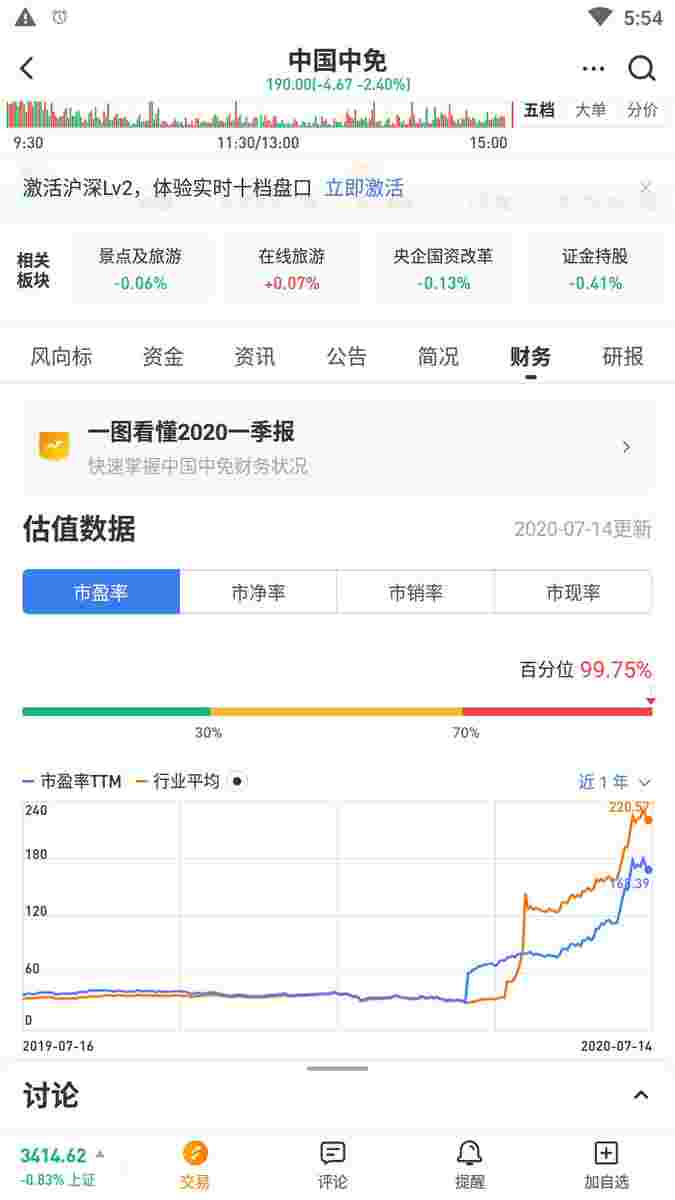 5:54
中国中免
190.00(-4.67 -2.40%)
五档 大单 分价
9:30 11:30/13:00 15:00
激活沪深Lv2，体验实时十档盘口 立即激活
相关板块
景点及旅游 在线旅游 央企国资改革 证金持股
-0.06% +0.07% -0.13% -0.41%
风向标 资金 资讯 公告 简况 财务 研报
一图看懂2020一季报
快速掌握中国中免财务状况
估值数据 2020-07-14更新
市盈率 市净率 市销率 市现率
百分位 99.75%
30% 70%
市盈率TTM 行业平均 近1年
240 220.57
180
168.39
120
60
0
2019-07-16 2020-07-14
讨论
3414.62
-0.83% 上证
交易 评论 提醒 加自选